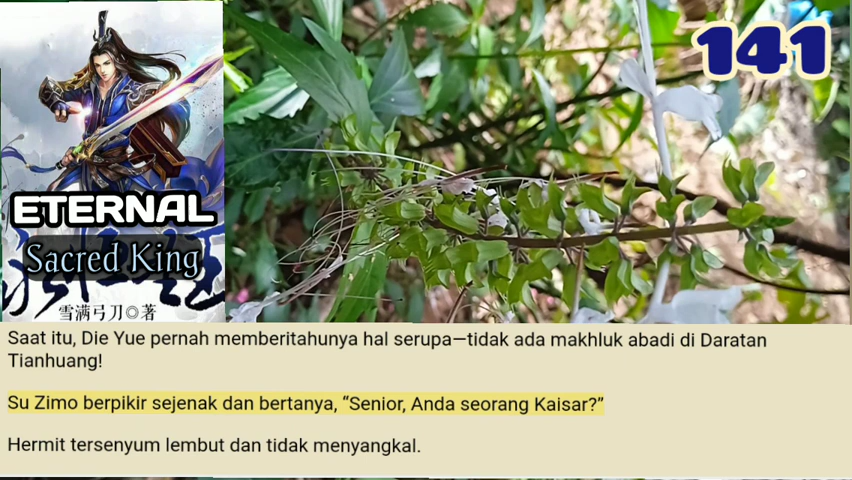 141
ETERNAL
Sacred King
雪满弓刀◎著
Saat itu, Die Yue pernah memberitahunya hal serupa—tidak ada makhluk abadi di Daratan
Tianhuang!
Su Zimo berpikir sejenak dan bertanya, “Senior, Anda seorang Kaisar?”
Hermit tersenyum lembut dan tidak menyangkal.